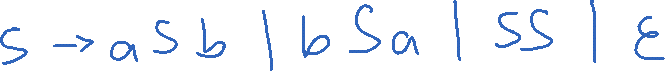 S → aSb | bSa | SS | ε